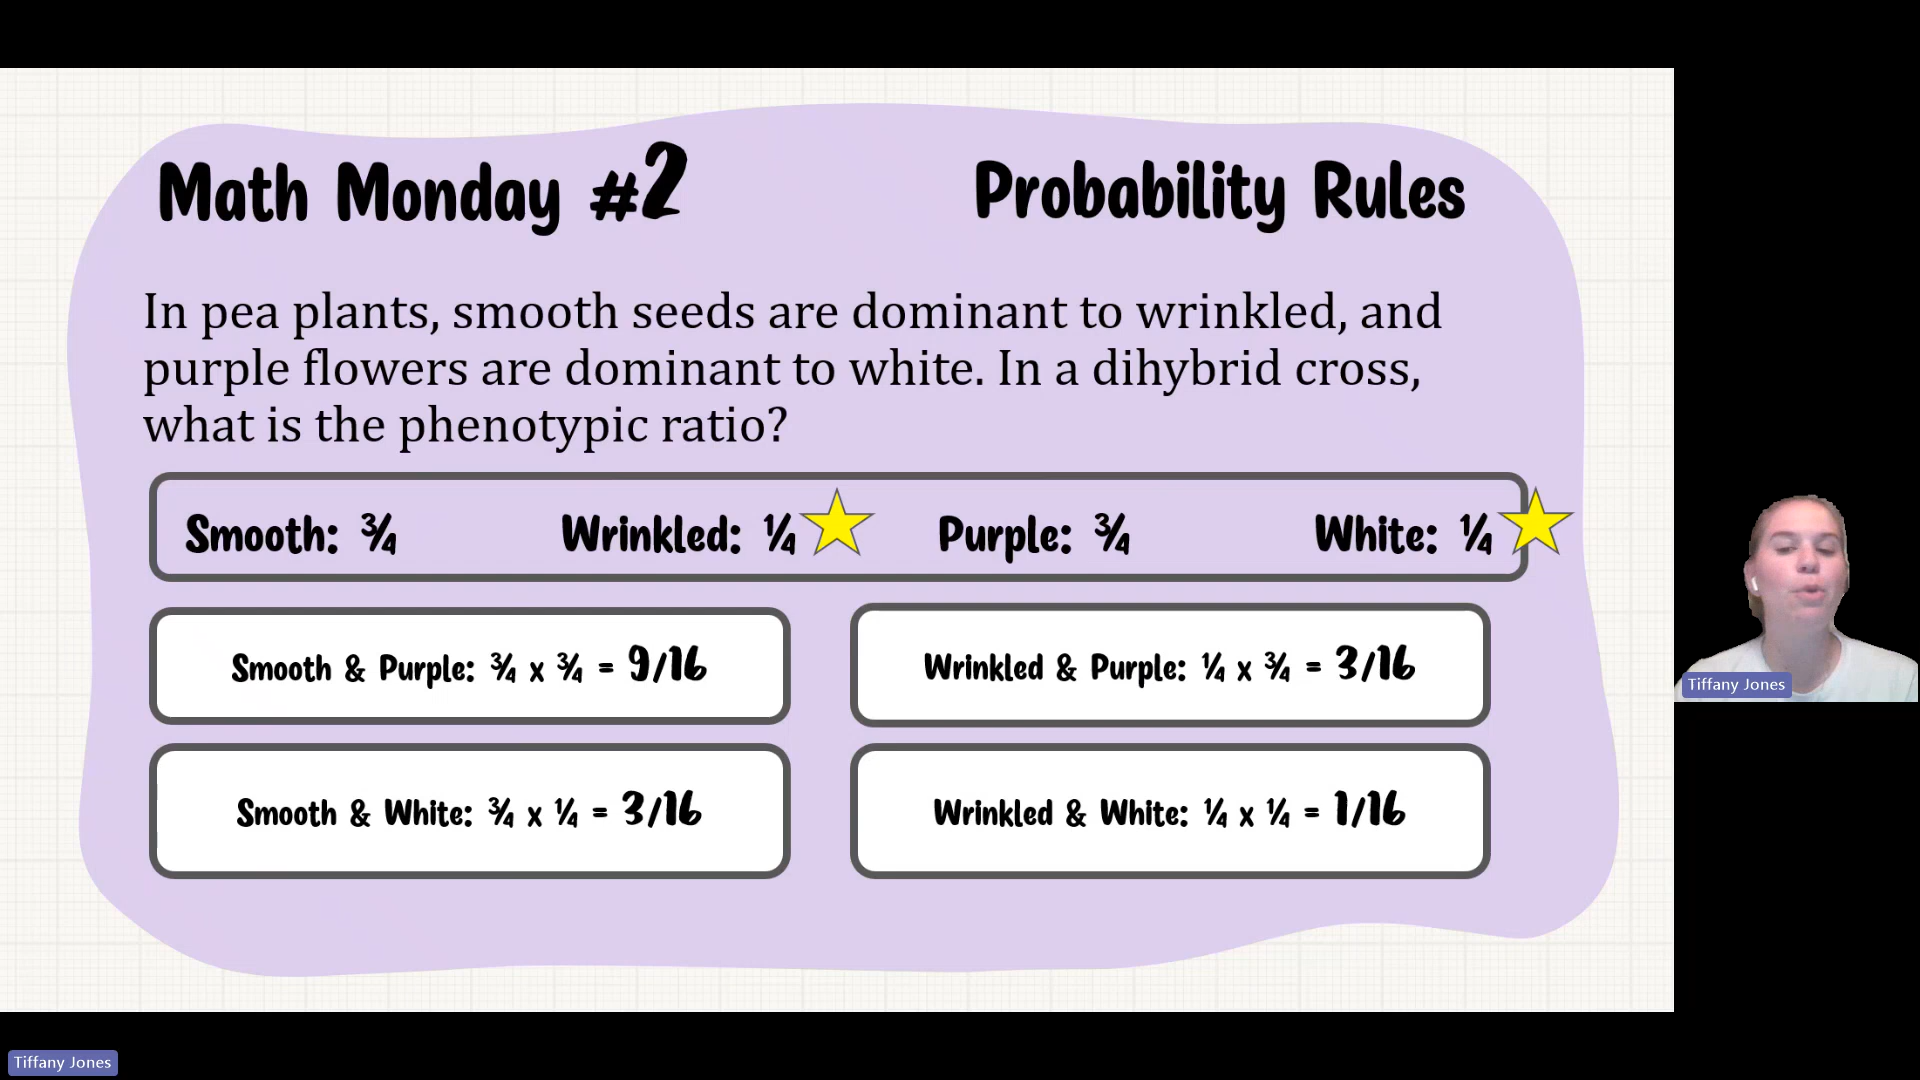 Math Monday #2
Probability Rules
In pea plants, smooth seeds are dominant to wrinkled, and
purple flowers are dominant to white. In a dihybrid cross,
what is the phenotypic ratio?
Smooth: ¾ Wrinkled: ¼ Purple: ¾ White: ¼
Smooth & Purple: ¾ x ¾ = 9/16
Wrinkled & Purple: ¼ x ¾ = 3/16
Smooth & White: ¾ x ¼ = 3/16
Wrinkled & White: ¼ x ¼ = 1/16
Tiffany Jones
Tiffany Jones